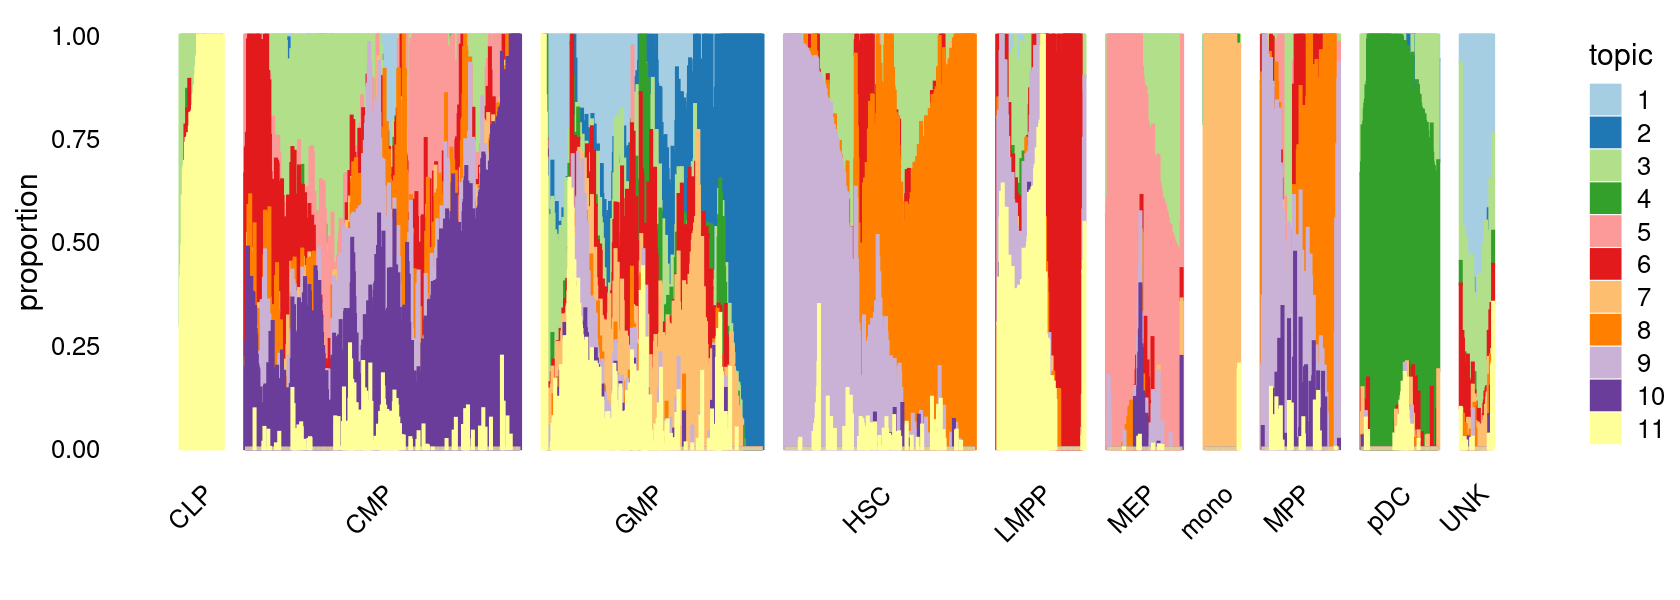 proportion
1.00
0.75
0.50
0.25
0.00
CLP
CMP
GMP
HSC
LMPP
MEP
mono
MPP
pDC
UNK
topic
1
2
3
4
5
6
7
8
9
10
11